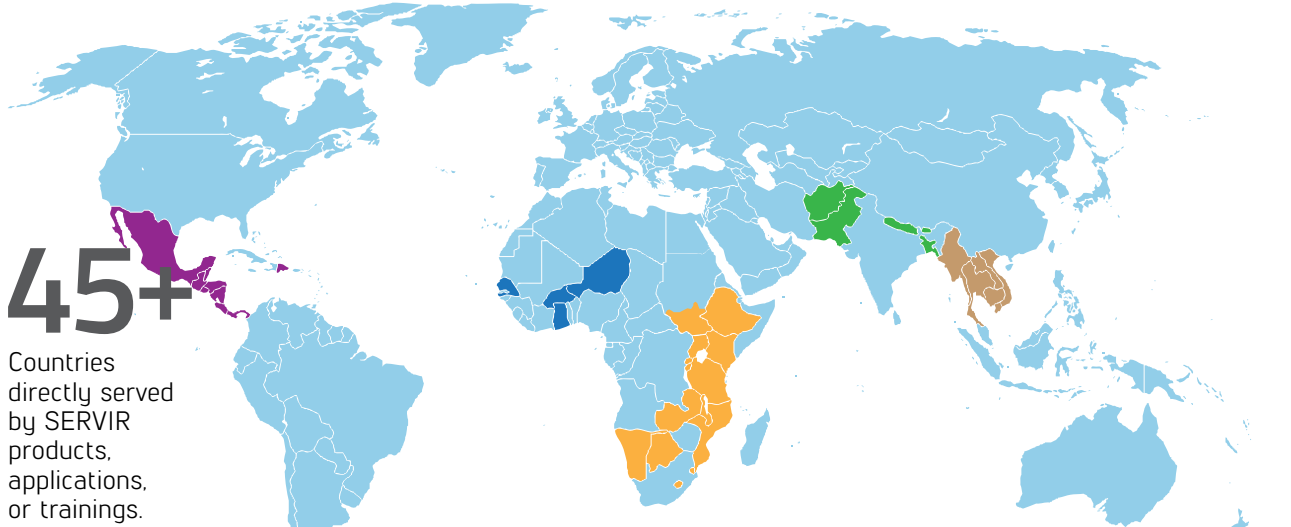 45+
Countries
directly served
by SERVIR
products,
applications,
or trainings.